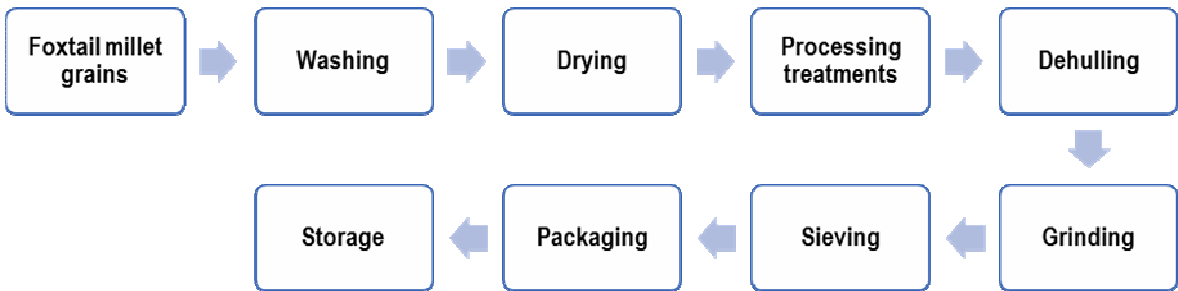 Foxtail millet
grains
Washing
Drying
Processing
treatments
Dehulling
Grinding
Sieving
Packaging
Storage